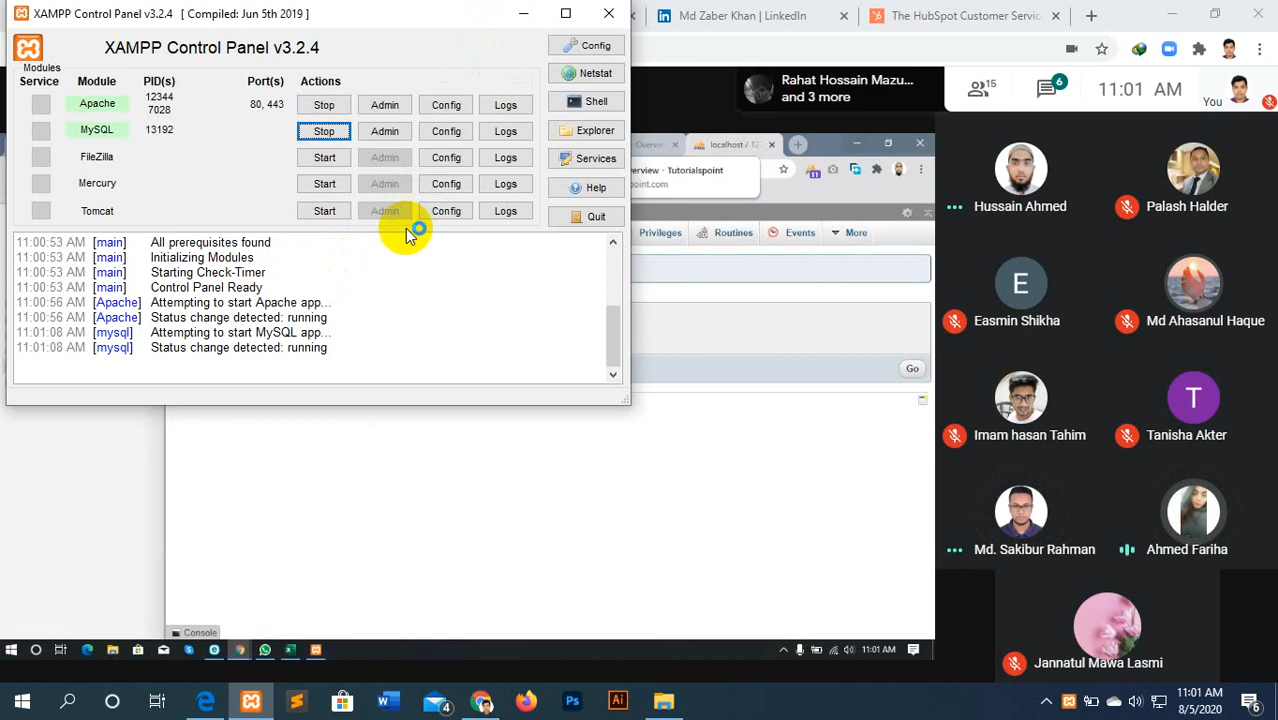 XAMPP Control Panel v3.2.4 [ Compiled: Jun 5th 2019 ]
Md Zaber Khan | LinkedIn
The HubSpot Customer Servic
XAMPP Control Panel v3.2.4
Config
Modules
Service Module PID(s) Port(s) Actions
Netstat
Apache 12344 7028 80, 443 Stop Admin Config Logs
Shell
MySQL 13192 Stop Admin Config Logs
Explorer
FileZilla Start Admin Config Logs
Services
Mercury Start Admin Config Logs
Help
Tomcat Start Admin Config Logs
Quit
11:00:53 AM [main] All prerequisites found
11:00:53 AM [main] Initializing Modules
11:00:53 AM [main] Starting Check-Timer
11:00:53 AM [main] Control Panel Ready
11:00:56 AM [Apache] Attempting to start Apache app...
11:00:56 AM [Apache] Status change detected: running
11:01:08 AM [mysql] Attempting to start MySQL app...
11:01:08 AM [mysql] Status change detected: running
Rahat Hossain Mazu...
and 3 more
15
6
11:01 AM
You
- Overvi
localhost / 12
rview - Tutorialspoint
int.com
Privileges Routines Events More
Go
Console
11:01 AM
Hussain Ahmed
Palash Halder
E
Easmin Shikha
Md Ahasanul Haque
Imam hasan Tahim
T
Tanisha Akter
Md. Sakibur Rahman
Ahmed Fariha
Jannatul Mawa Lasmi
W
4
Ps
Ai
11:01 AM
8/5/2020
6